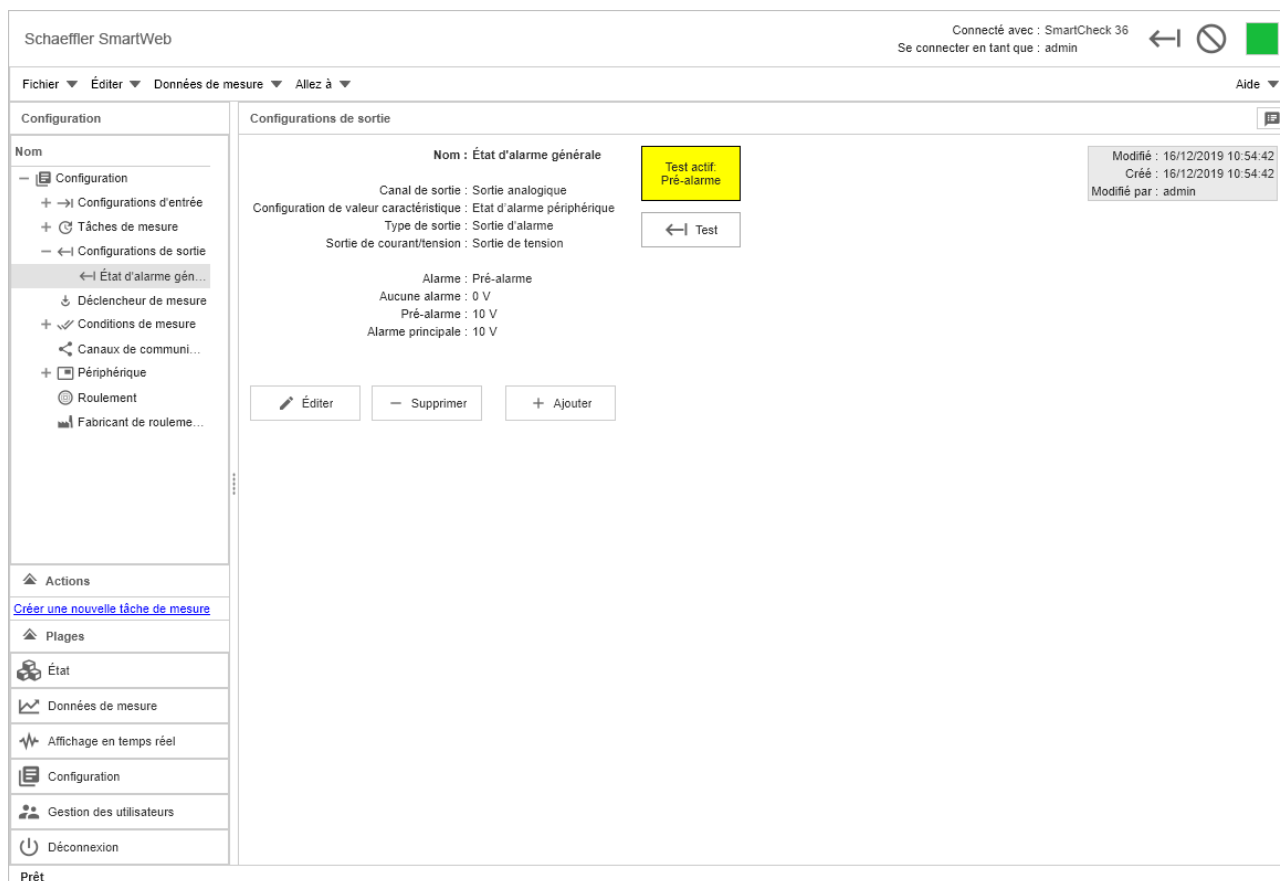 Schaeffler SmartWeb
Connecté avec : SmartCheck 36
Se connecter en tant que : admin
Fichier Éditer Données de mesure Allez à Aide
Configuration
Nom
Configuration
Configurations d'entrée
Tâches de mesure
Configurations de sortie
État d'alarme gén...
Déclencheur de mesure
Conditions de mesure
Canaux de communi...
Périphérique
Roulement
Fabricant de rouleme...
Actions
Créer une nouvelle tâche de mesure
Plages
État
Données de mesure
Affichage en temps réel
Configuration
Gestion des utilisateurs
Déconnexion
Configurations de sortie
Nom : État d'alarme générale
Canal de sortie : Sortie analogique
Configuration de valeur caractéristique : Etat d'alarme périphérique
Type de sortie : Sortie d'alarme
Sortie de courant/tension : Sortie de tension
Alarme : Pré-alarme
Aucune alarme : 0 V
Pré-alarme : 10 V
Alarme principale : 10 V
Éditer
Supprimer
Ajouter
Test actif:
Pré-alarme
Test
Modifié : 16/12/2019 10:54:42
Créé : 16/12/2019 10:54:42
Modifié par : admin
Prêt